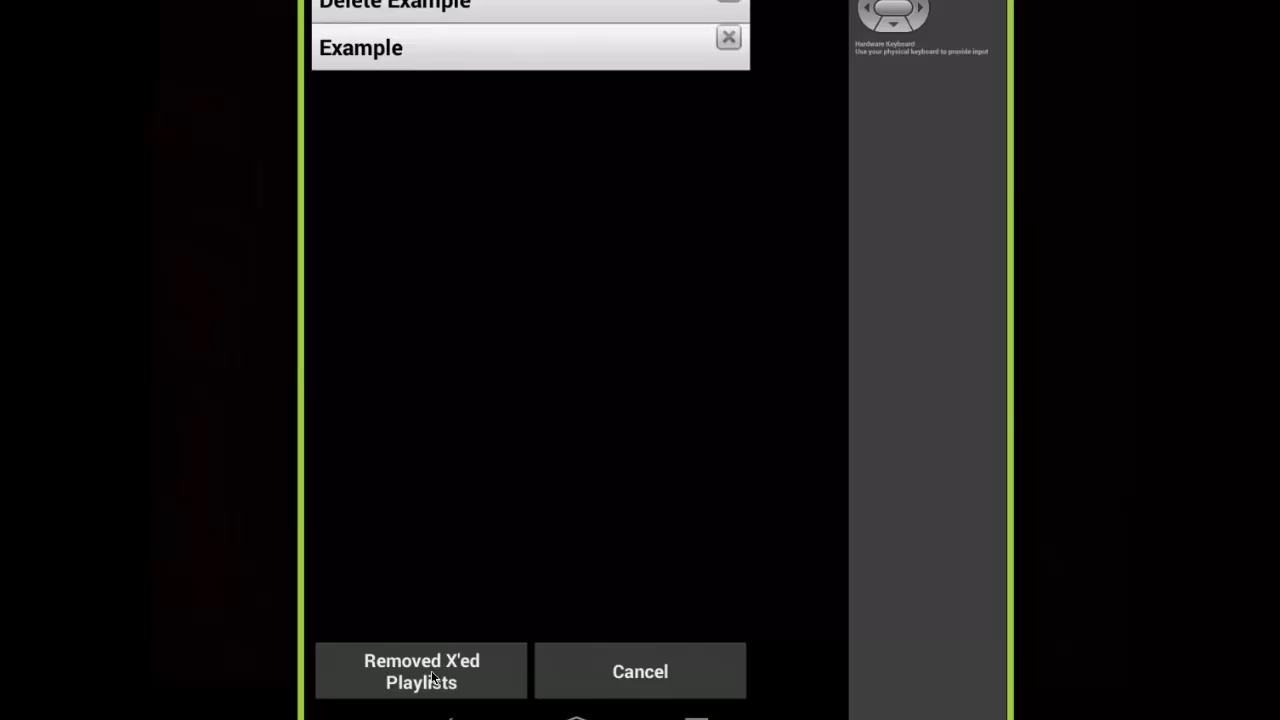 Delete Example
Example
Hardware Keyboard
Use your physical keyboard to provide input
Removed X'ed
Playlists
Cancel